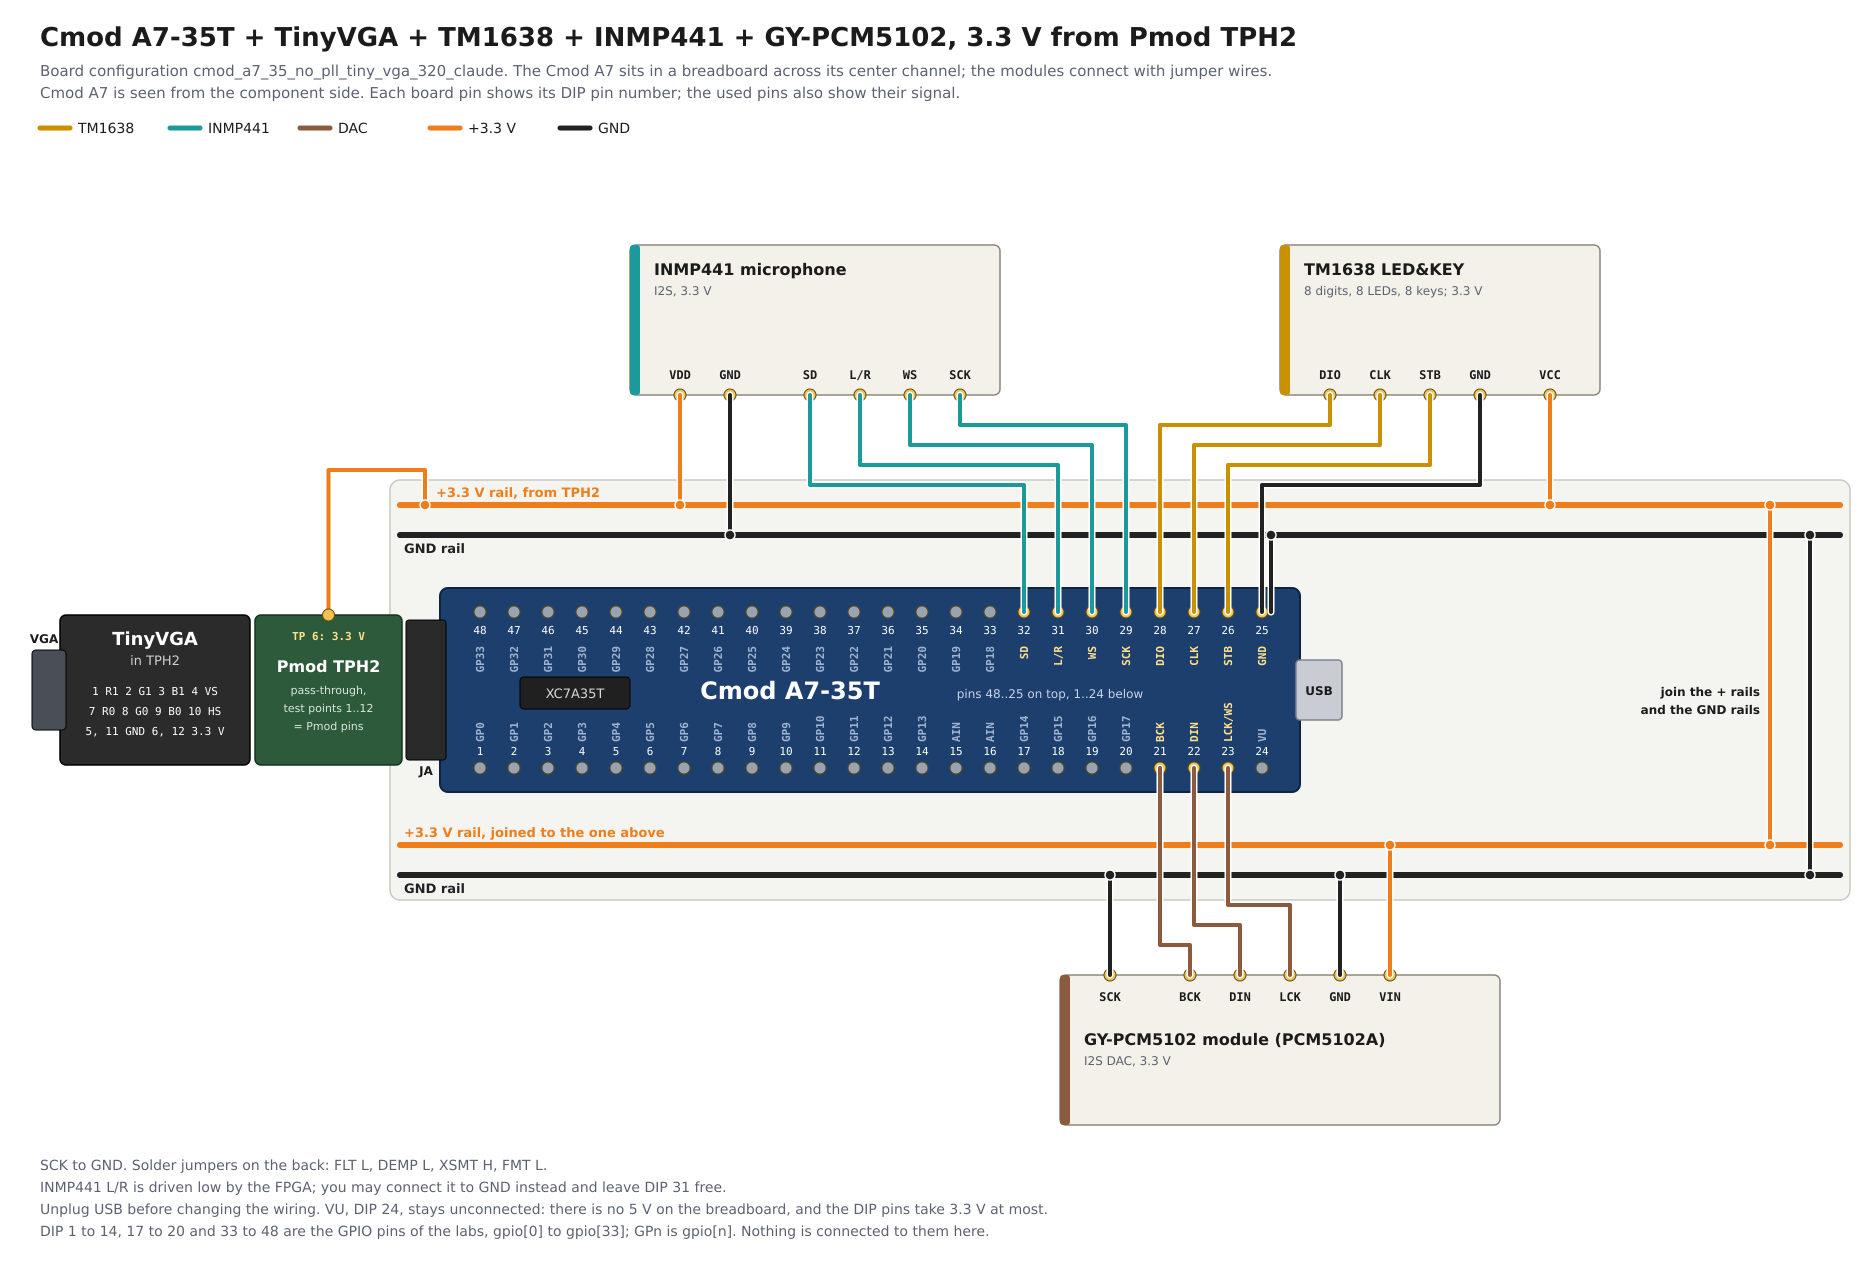 Cmod A7-35T + TinyVGA + TM1638 + INMP441 + GY-PCM5102, 3.3 V from Pmod TPH2
Board configuration cmod_a7_35_no_pll_tiny_vga_320_claude. The Cmod A7 sits in a breadboard across its center channel; the modules connect with jumper wires.
Cmod A7 is seen from the component side. Each board pin shows its DIP pin number; the used pins also show their signal.
TM1638 INMP441 DAC +3.3 V GND
INMP441 microphone
I2S, 3.3 V
VDD GND SD L/R WS SCK
TM1638 LED&KEY
8 digits, 8 LEDs, 8 keys; 3.3 V
DIO CLK STB GND VCC
+3.3 V rail, from TPH2
GND rail
VGA
TinyVGA
in TPH2
1 R1 2 G1 3 B1 4 VS
7 R0 8 G0 9 B0 10 HS
5, 11 GND 6, 12 3.3 V
TP 6: 3.3 V
Pmod TPH2
pass-through,
test points 1..12
= Pmod pins
JA
48 47 46 45 44 43 42 41 40 39 38 37 36 35 34 33 32 31 30 29 28 27 26 25
GP33 GP32 GP31 GP30 GP29 GP28 GP27 GP26 GP25 GP24 GP23 GP22 GP21 GP20 GP19 GP18 SD L/R WS SCK DIO CLK STB GND
XC7A35T
Cmod A7-35T
pins 48..25 on top, 1..24 below
USB
GP0 GP1 GP2 GP3 GP4 GP5 GP6 GP7 GP8 GP9 GP10 GP11 GP12 GP13 AIN AIN GP14 GP15 GP16 GP17 BCK DIN LCK/WS VU
1 2 3 4 5 6 7 8 9 10 11 12 13 14 15 16 17 18 19 20 21 22 23 24
join the + rails
and the GND rails
+3.3 V rail, joined to the one above
GND rail
SCK BCK DIN LCK GND VIN
GY-PCM5102 module (PCM5102A)
I2S DAC, 3.3 V
SCK to GND. Solder jumpers on the back: FLT L, DEMP L, XSMT H, FMT L.
INMP441 L/R is driven low by the FPGA; you may connect it to GND instead and leave DIP 31 free.
Unplug USB before changing the wiring. VU, DIP 24, stays unconnected: there is no 5 V on the breadboard, and the DIP pins take 3.3 V at most.
DIP 1 to 14, 17 to 20 and 33 to 48 are the GPIO pins of the labs, gpio[0] to gpio[33]; GPn is gpio[n]. Nothing is connected to them here.